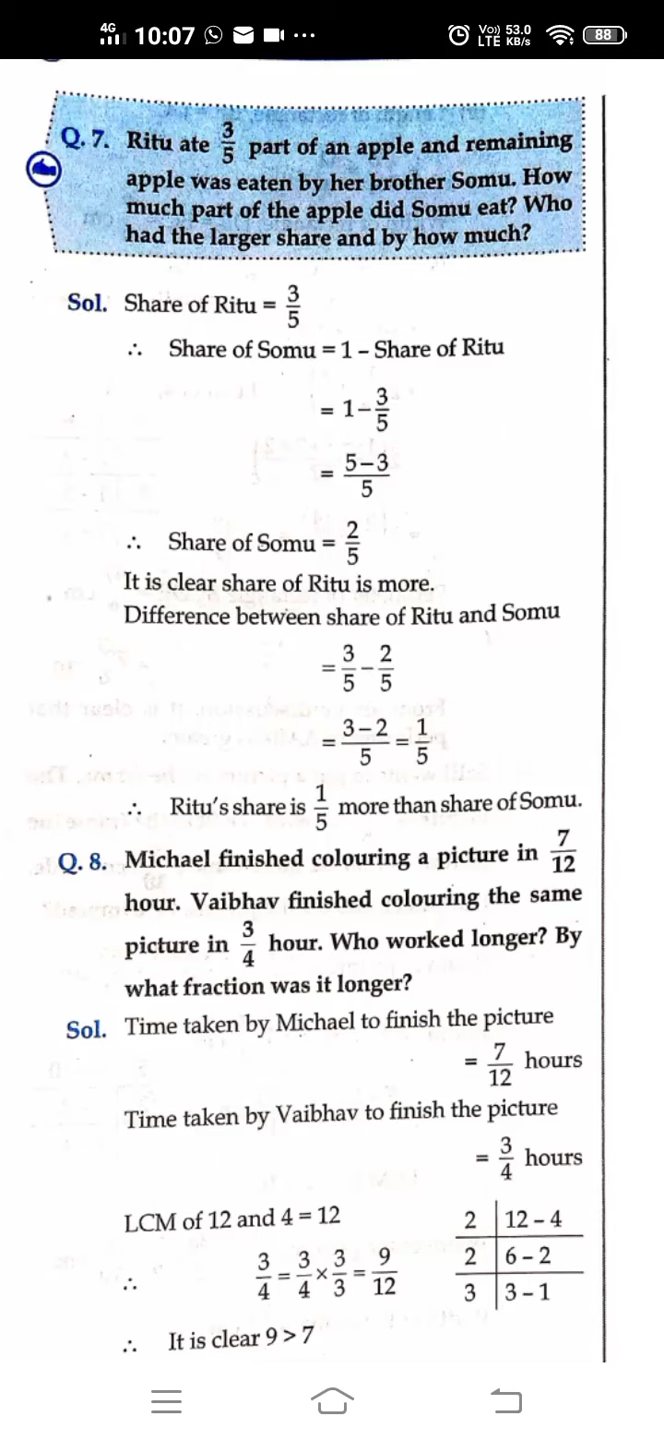 4G 10:07 ... Vo)) LTE 53.0 KB/s 88
Q. 7. Ritu ate 3/5 part of an apple and remaining
apple was eaten by her brother Somu. How
much part of the apple did Somu eat? Who
had the larger share and by how much?
Sol. Share of Ritu = 3/5
∴ Share of Somu = 1 – Share of Ritu
= 1 – 3/5
= (5 – 3)/5
∴ Share of Somu = 2/5
It is clear share of Ritu is more.
Difference between share of Ritu and Somu
= 3/5 – 2/5
= (3 – 2)/5 = 1/5
∴ Ritu's share is 1/5 more than share of Somu.
Q. 8. Michael finished colouring a picture in 7/12
hour. Vaibhav finished colouring the same
picture in 3/4 hour. Who worked longer? By
what fraction was it longer?
Sol. Time taken by Michael to finish the picture
= 7/12 hours
Time taken by Vaibhav to finish the picture
= 3/4 hours
LCM of 12 and 4 = 12
2 | 12 – 4
2 | 6 – 2
3 | 3 – 1
∴ 3/4 = 3/4 × 3/3 = 9/12
∴ It is clear 9 > 7